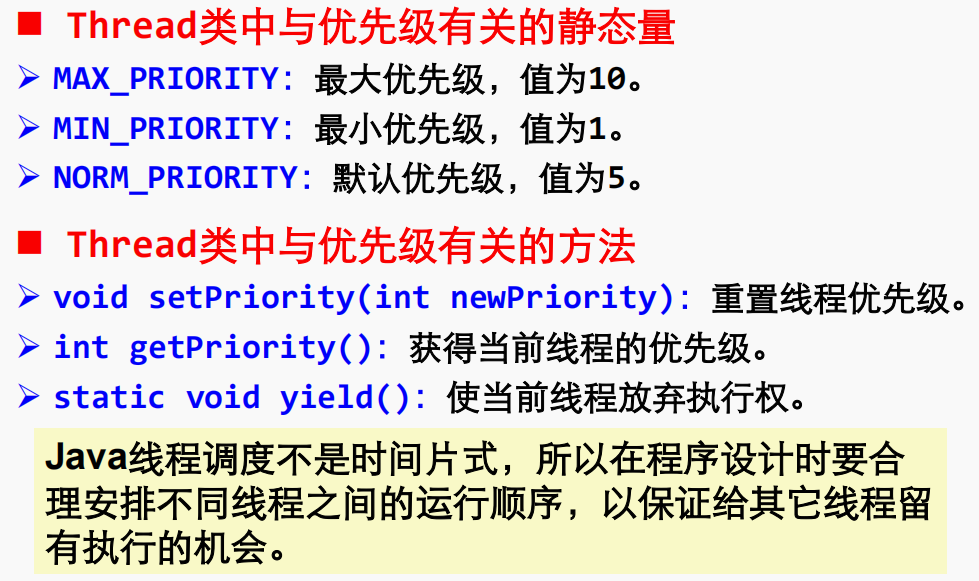 ■ Thread类中与优先级有关的静态量
➢ MAX_PRIORITY: 最大优先级，值为10。
➢ MIN_PRIORITY: 最小优先级，值为1。
➢ NORM_PRIORITY: 默认优先级，值为5。
■ Thread类中与优先级有关的方法
➢ void setPriority(int newPriority): 重置线程优先级。
➢ int getPriority(): 获得当前线程的优先级。
➢ static void yield(): 使当前线程放弃执行权。
Java线程调度不是时间片式，所以在程序设计时要合
理安排不同线程之间的运行顺序，以保证给其它线程留
有执行的机会。